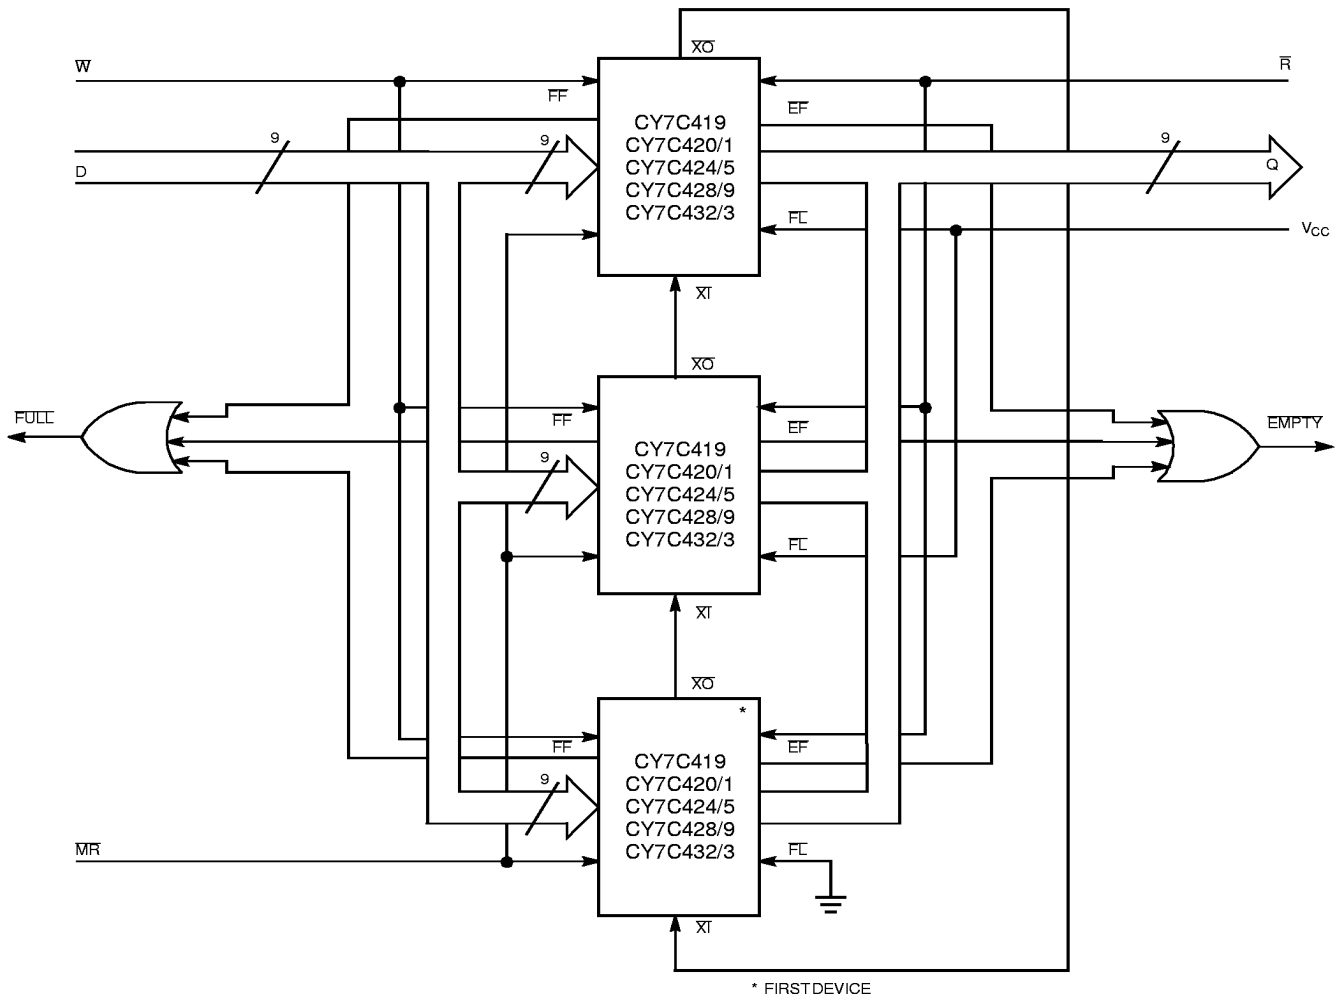 XO
W
R
FF
EF
CY7C419
CY7C420/1
CY7C424/5
CY7C428/9
CY7C432/3
9
9
9
D
Q
FL
VCC
XI
XO
FULL
FF
EF
EMPTY
CY7C419
CY7C420/1
CY7C424/5
CY7C428/9
CY7C432/3
9
FL
XI
XO
*
FF
EF
CY7C419
CY7C420/1
CY7C424/5
CY7C428/9
CY7C432/3
9
MR
FL
XI
* FIRST DEVICE